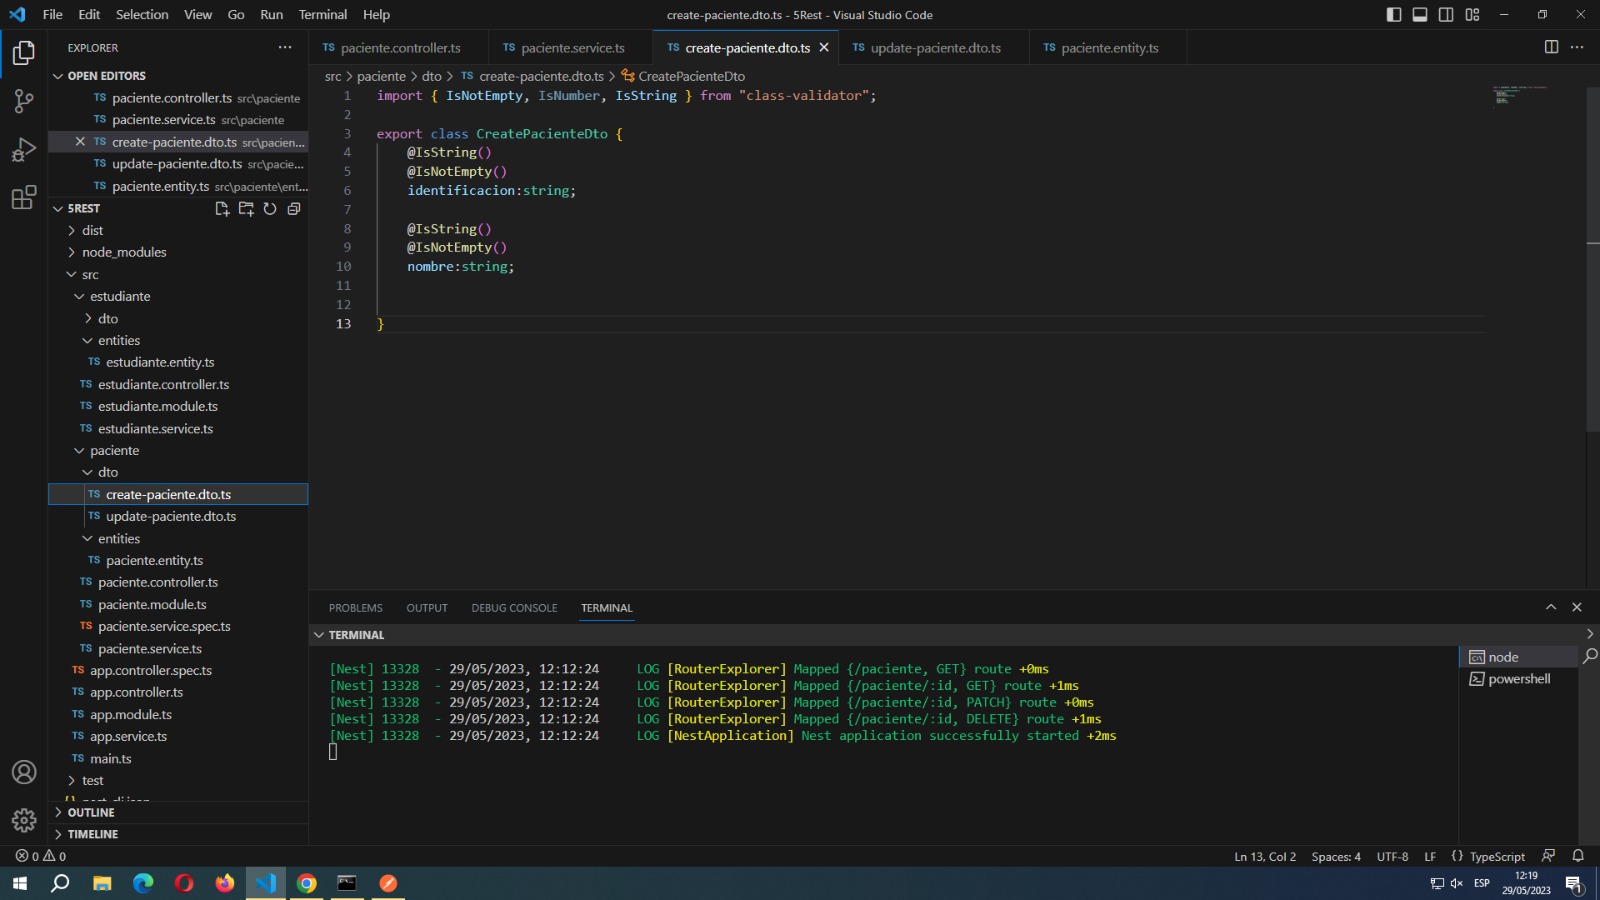 File Edit Selection View Go Run Terminal Help
create-paciente.dto.ts - 5Rest - Visual Studio Code
EXPLORER
OPEN EDITORS
TS paciente.controller.ts src\paciente
TS paciente.service.ts src\paciente
TS create-paciente.dto.ts src\pacien...
TS update-paciente.dto.ts src\pacie...
TS paciente.entity.ts src\paciente\ent...
5REST
dist
node_modules
src
estudiante
dto
entities
TS estudiante.entity.ts
TS estudiante.controller.ts
TS estudiante.module.ts
TS estudiante.service.ts
paciente
dto
TS create-paciente.dto.ts
TS update-paciente.dto.ts
entities
TS paciente.entity.ts
TS paciente.controller.ts
TS paciente.module.ts
TS paciente.service.spec.ts
TS paciente.service.ts
TS app.controller.spec.ts
TS app.controller.ts
TS app.module.ts
TS app.service.ts
TS main.ts
test
OUTLINE
TIMELINE
TS paciente.controller.ts TS paciente.service.ts TS create-paciente.dto.ts TS update-paciente.dto.ts TS paciente.entity.ts
src > paciente > dto > TS create-paciente.dto.ts > CreatePacienteDto
1 import { IsNotEmpty, IsNumber, IsString } from "class-validator";
2
3 export class CreatePacienteDto {
4 @IsString()
5 @IsNotEmpty()
6 identificacion:string;
7
8 @IsString()
9 @IsNotEmpty()
10 nombre:string;
11
12
13 }
PROBLEMS OUTPUT DEBUG CONSOLE TERMINAL
TERMINAL
[Nest] 13328 - 29/05/2023, 12:12:24 LOG [RouterExplorer] Mapped {/paciente, GET} route +0ms
[Nest] 13328 - 29/05/2023, 12:12:24 LOG [RouterExplorer] Mapped {/paciente/:id, GET} route +1ms
[Nest] 13328 - 29/05/2023, 12:12:24 LOG [RouterExplorer] Mapped {/paciente/:id, PATCH} route +0ms
[Nest] 13328 - 29/05/2023, 12:12:24 LOG [RouterExplorer] Mapped {/paciente/:id, DELETE} route +1ms
[Nest] 13328 - 29/05/2023, 12:12:24 LOG [NestApplication] Nest application successfully started +2ms
node
powershell
0 0
Ln 13, Col 2 Spaces: 4 UTF-8 LF {} TypeScript
ESP
12:19
29/05/2023
1